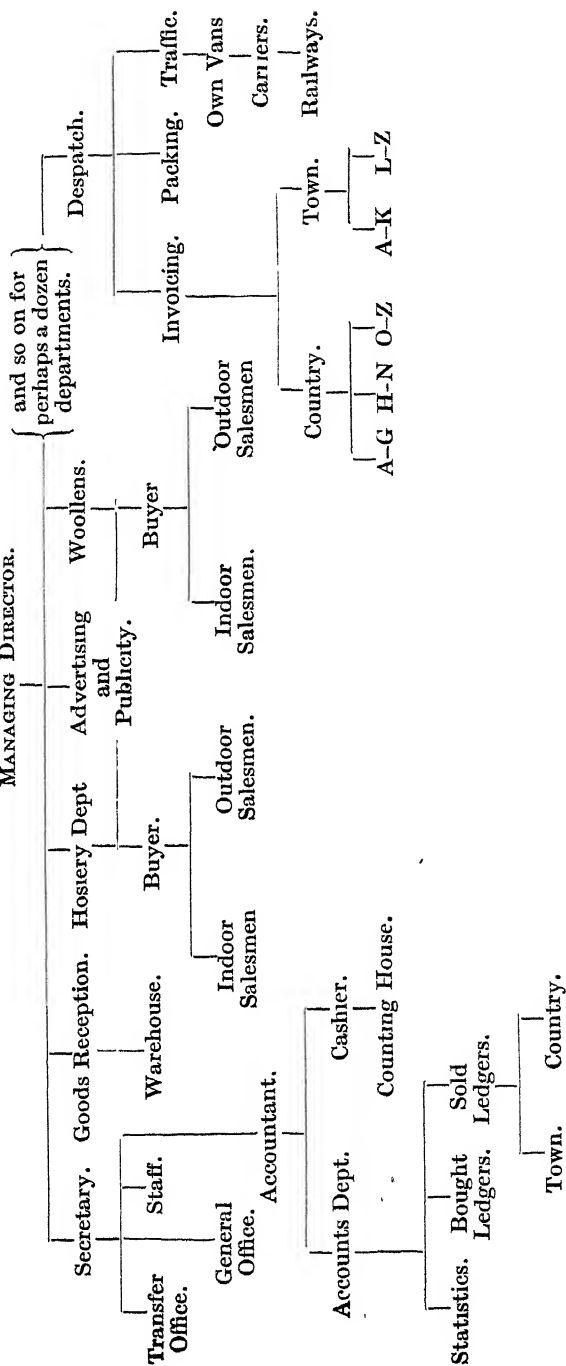 MANAGING DIRECTOR.
and so on for
perhaps a dozen
departments.
Secretary. Goods Reception. Hosiery Dept Advertising
and
Publicity. Woollens. Despatch.
Transfer
Office. Staff. Warehouse. Buyer. Buyer Invoicing. Packing. Traffic.
General
Office. Indoor
Salesmen Outdoor
Salesmen. Indoor
Salesmen. Outdoor
Salesmen Own Vans
Accountant. Country. Town. Carriers.
Accounts Dept. Cashier. A–G H–N O–Z A–K L–Z Railways.
Counting House.
Statistics. Bought
Ledgers. Sold
Ledgers.
Town. Country.